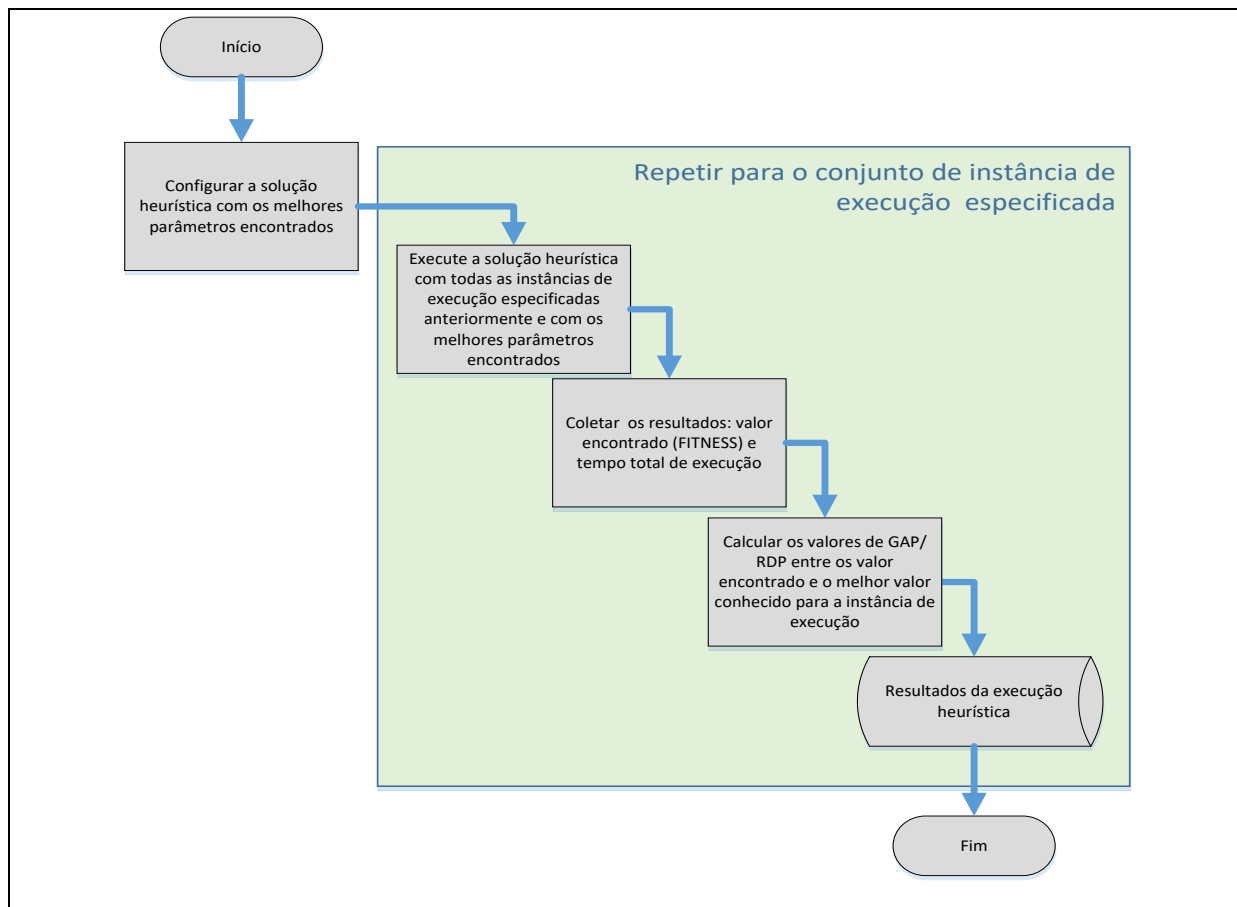 Início
Configurar a solução
heurística com os melhores
parâmetros encontrados
Repetir para o conjunto de instância de
execução especificada
Execute a solução heurística
com todas as instâncias de
execução especificadas
anteriormente e com os
melhores parâmetros
encontrados
Coletar os resultados: valor
encontrado (FITNESS) e
tempo total de execução
Calcular os valores de GAP/
RDP entre os valor
encontrado e o melhor valor
conhecido para a instância de
execução
Resultados da execução
heurística
Fim